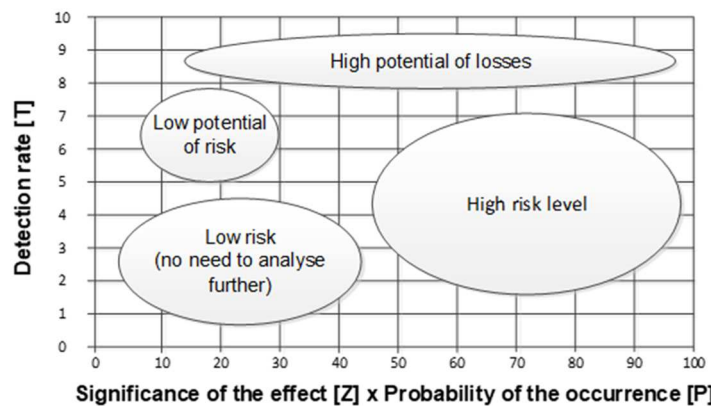 10
9
High potential of losses
8
7
Low potential
of risk
6
5
High risk level
4
Low risk
(no need to analyse
further)
3
2
1
0
Detection rate [T]
0 10 20 30 40 50 60 70 80 90 100
Significance of the effect [Z] x Probability of the occurrence [P]